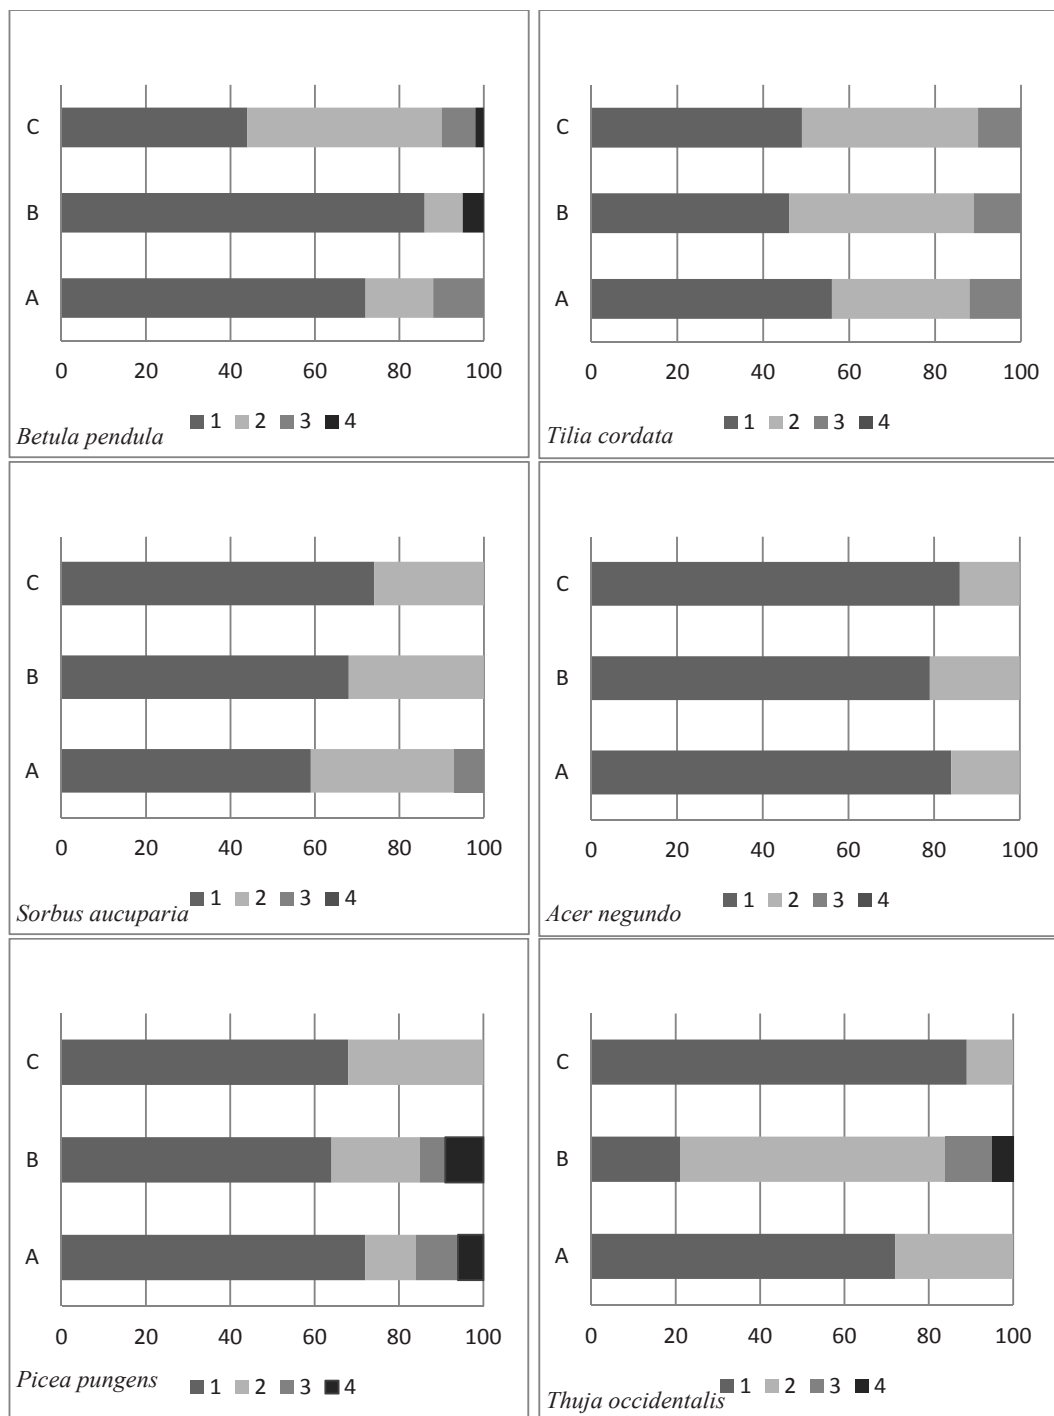 C
B
A
0 20 40 60 80 100
1 2 3 4
Betula pendula
C
B
A
0 20 40 60 80 100
1 2 3 4
Tilia cordata
C
B
A
0 20 40 60 80 100
1 2 3 4
Sorbus aucuparia
C
B
A
0 20 40 60 80 100
1 2 3 4
Acer negundo
C
B
A
0 20 40 60 80 100
1 2 3 4
Picea pungens
C
B
A
0 20 40 60 80 100
1 2 3 4
Thuja occidentalis